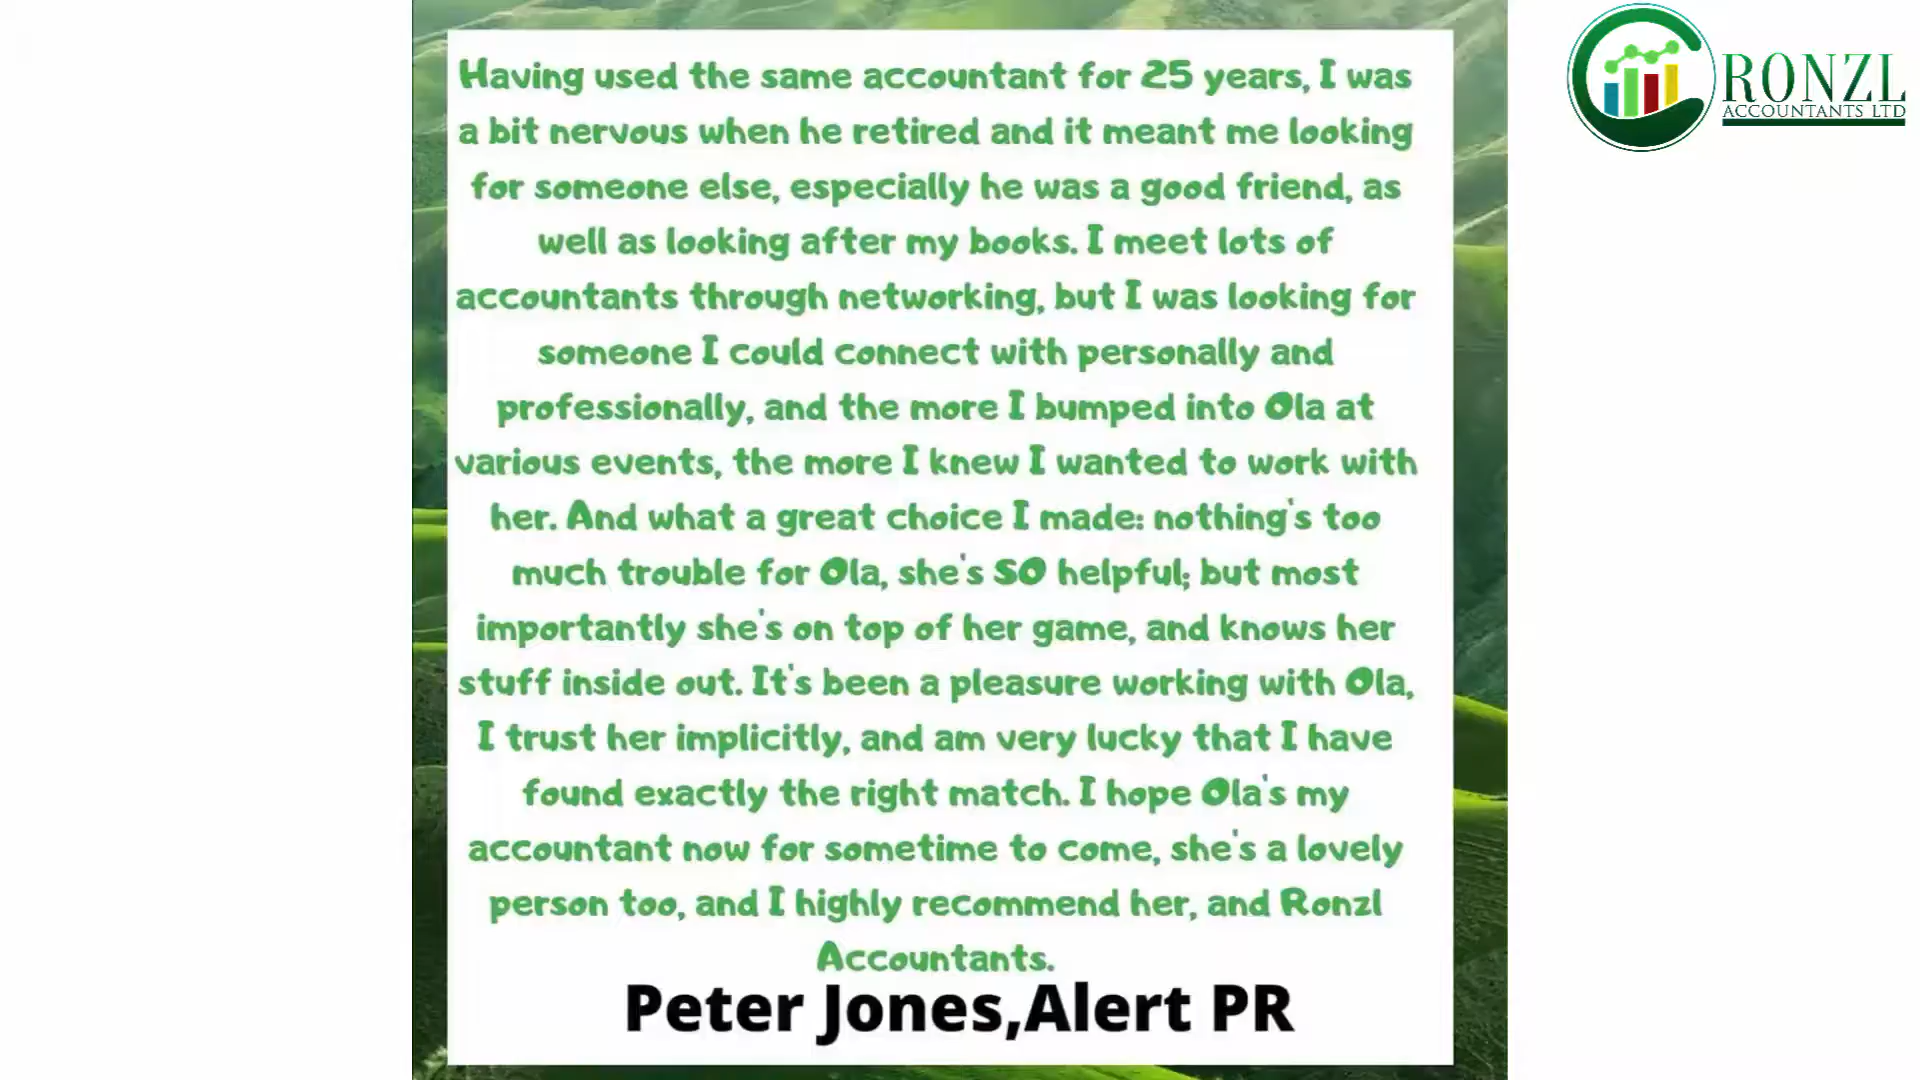 Having used the same accountant for 25 years, I was
a bit nervous when he retired and it meant me looking
for someone else, especially he was a good friend, as
well as looking after my books. I meet lots of
accountants through networking, but I was looking for
someone I could connect with personally and
professionally, and the more I bumped into Ola at
various events, the more I knew I wanted to work with
her. And what a great choice I made: nothing's too
much trouble for Ola, she's SO helpful; but most
importantly she's on top of her game, and knows her
stuff inside out. It's been a pleasure working with Ola,
I trust her implicitly, and am very lucky that I have
found exactly the right match. I hope Ola's my
accountant now for sometime to come, she's a lovely
person too, and I highly recommend her, and Ronzl
Accountants.
Peter Jones,Alert PR
RONZL
ACCOUNTANTS LTD